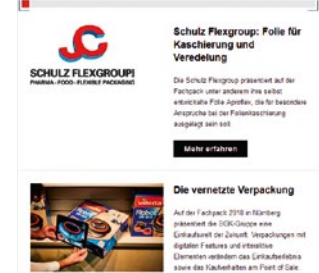 SCHULZ FLEXGROUP!
PHARMA - FOOD - FLEXIBLE PACKAGING
Schulz Flexgroup: Folie für
Kaschierung und
Veredelung
Die Schulz Flexgroup präsentiert auf der
Fachpack unter anderem ihre selbst
entwickelte Folie Aproflex, die für besondere
Ansprüche bei der Folienkaschierung
ausgelegt sein soll.
Mehr erfahren
Die vernetzte Verpackung
Auf der Fachpack 2018 in Nürnberg
präsentiert die EGK-Gruppe eine
Einkaufswelt der Zukunft. Verpackungen mit
digitalen Features und interaktive
Elementen verändern das Einkaufserlebnis
sowie das Kaufverhalten am Point of Sale.